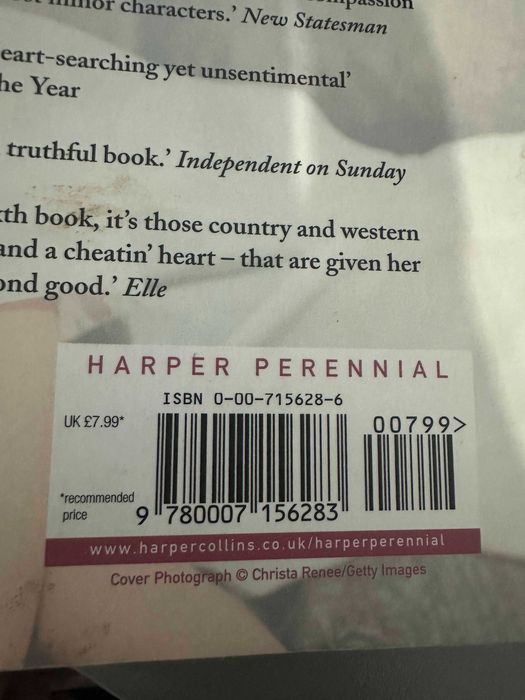 minor characters.’ New Statesman
eart-searching yet unsentimental’
he Year
truthful book.’ Independent on Sunday
th book, it’s those country and western
and a cheatin’ heart – that are given her
ond good.’ Elle
HARPER PERENNIAL
ISBN 0-00-715628-6
UK £7.99*
00799>
*recommended
price
9 780007 156283
www.harpercollins.co.uk/harperperennial
Cover Photograph © Christa Renee/Getty Images